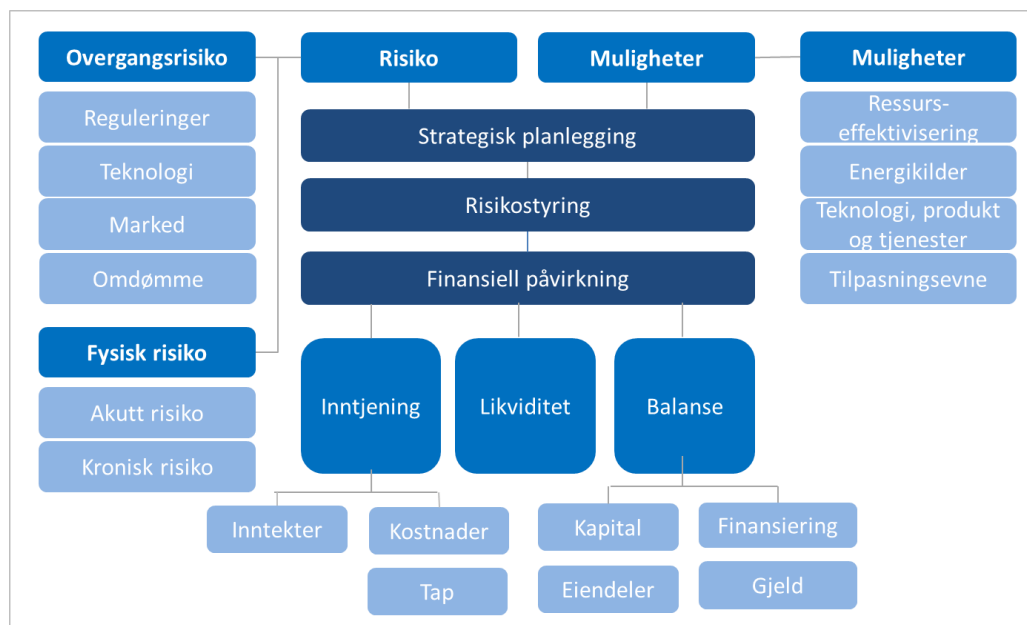 Overgangsrisiko
Reguleringer
Teknologi
Marked
Omdømme
Fysisk risiko
Akutt risiko
Kronisk risiko
Risiko
Muligheter
Strategisk planlegging
Risikostyring
Finansiell påvirkning
Inntjening
Likviditet
Balanse
Inntekter
Kostnader
Tap
Kapital
Eiendeler
Finansiering
Gjeld
Muligheter
Ressurs-
effektivisering
Energikilder
Teknologi, produkt
og tjenester
Tilpasningsevne